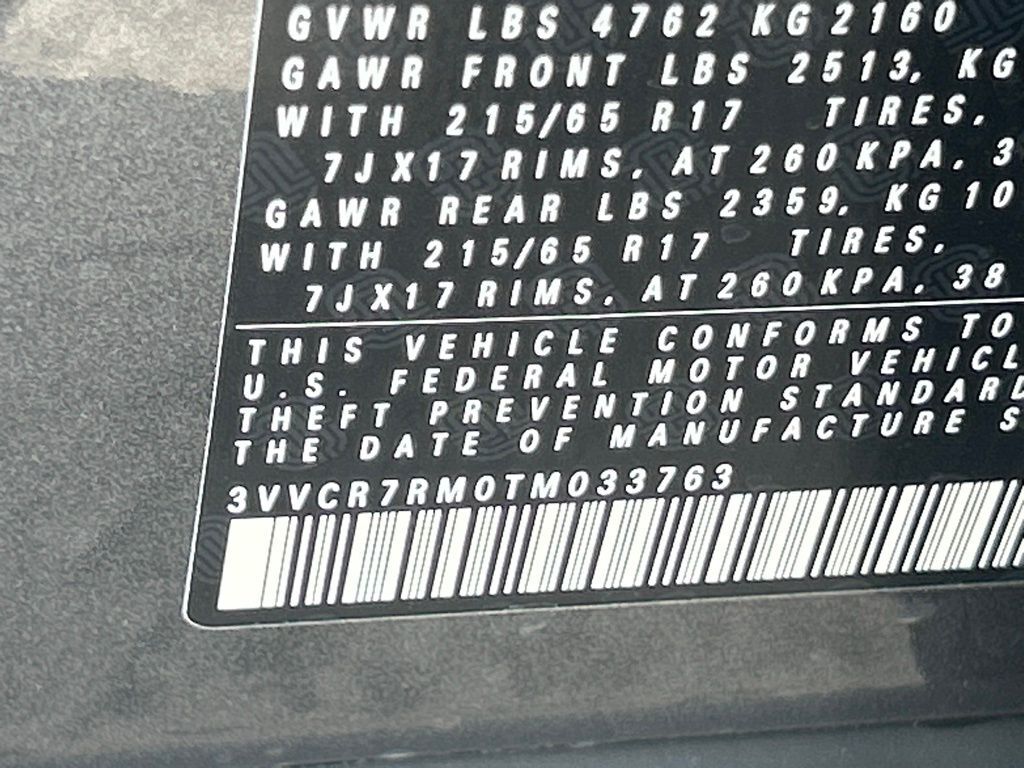 GVWR LBS 4762 KG2160
GAWR FRONT LBS 2513, KG
WITH 215/65 R17 TIRES,
7JX17 RIMS, AT 260 KPA, 3
GAWR REAR LBS 2359, KG 10
WITH 215/65 R17 TIRES,
7JX17 RIMS, AT 260 KPA, 38
THIS VEHICLE CONFORMS TO
U.S. FEDERAL MOTOR VEHICL
THEFT PREVENTION STANDARD
THE DATE OF MANUFACTURE S
3VVCR7RM0TM033763